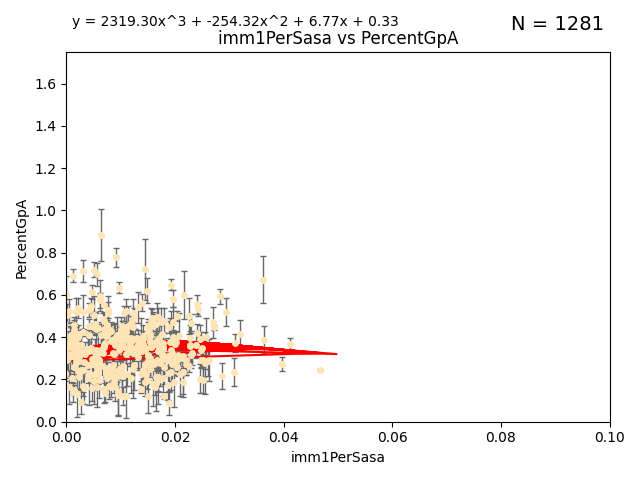 y = 2319.30x^3 + -254.32x^2 + 6.77x + 0.33
N = 1281
imm1PerSasa vs PercentGpA
PercentGpA
1.6
1.4
1.2
1.0
0.8
0.6
0.4
0.2
0.0
0.00 0.02 0.04 0.06 0.08 0.10
imm1PerSasa